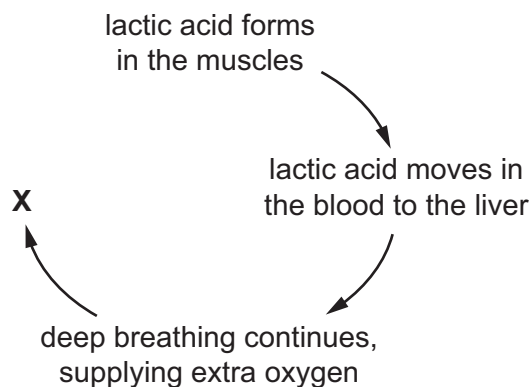 lactic acid forms
in the muscles
lactic acid moves in
the blood to the liver
X
deep breathing continues,
supplying extra oxygen